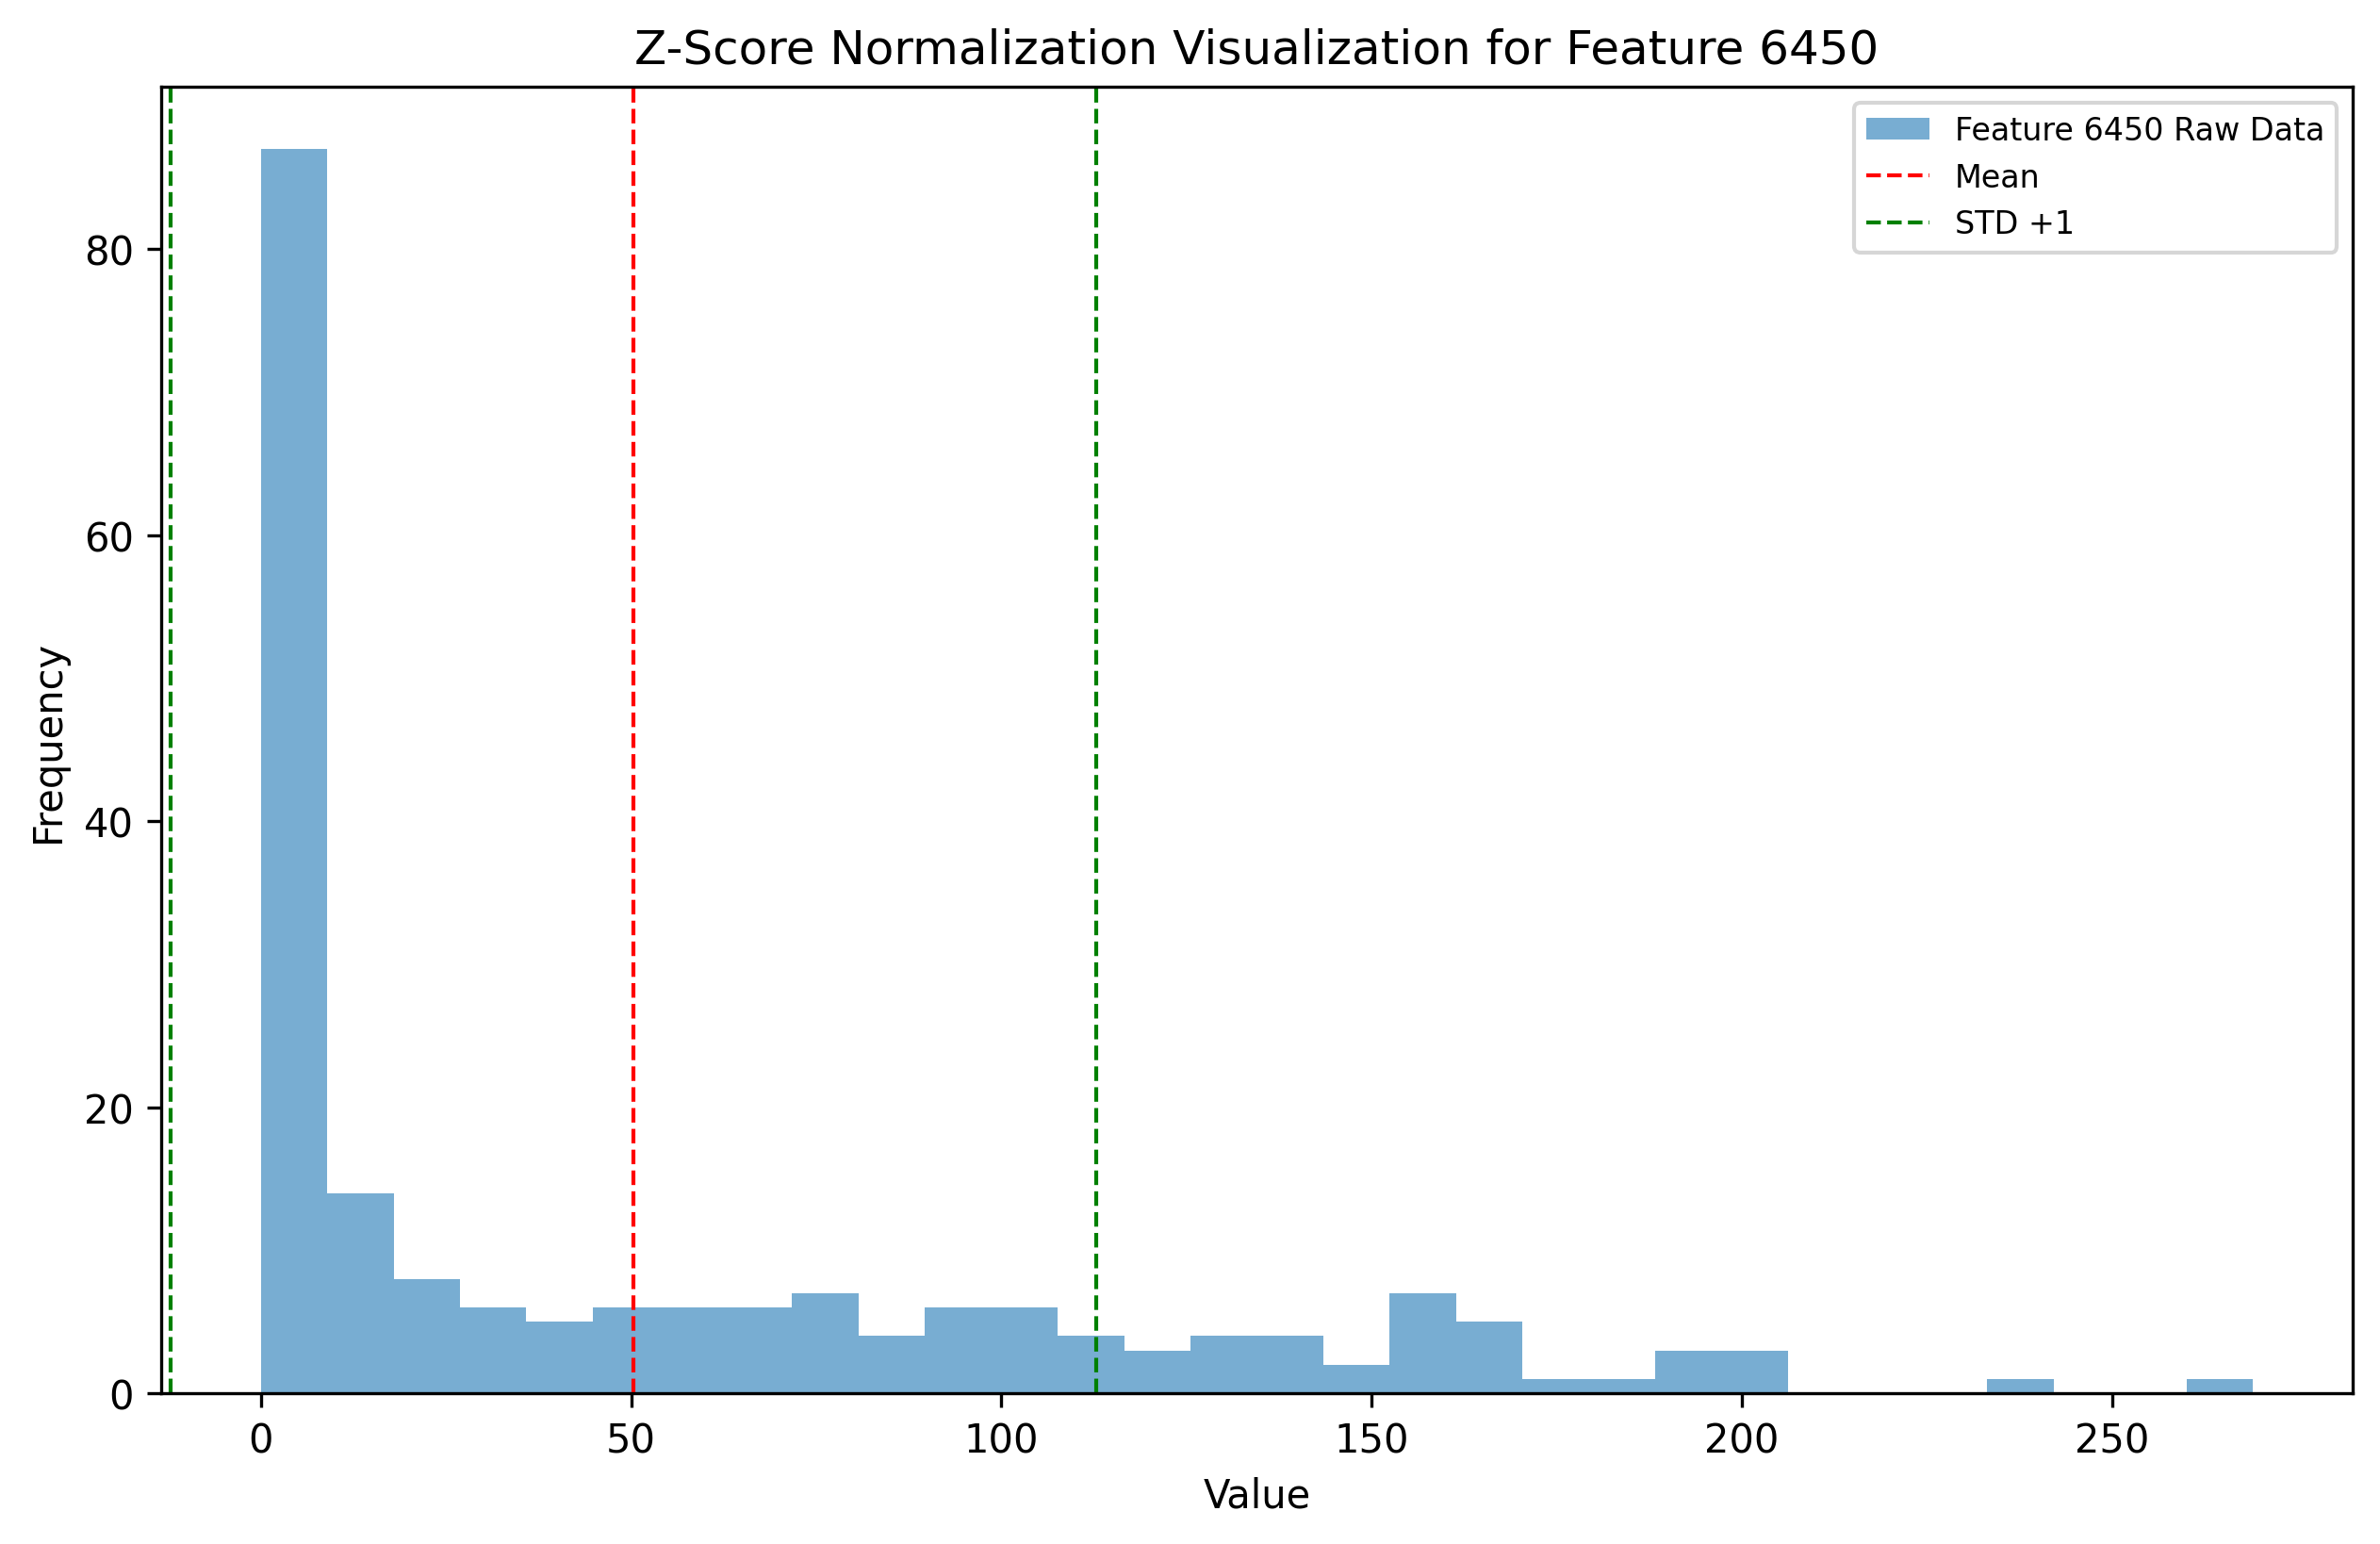 Z-Score Normalization Visualization for Feature 6450
Feature 6450 Raw Data
Mean
STD +1
80
60
40
20
0
Frequency
0 50 100 150 200 250
Value